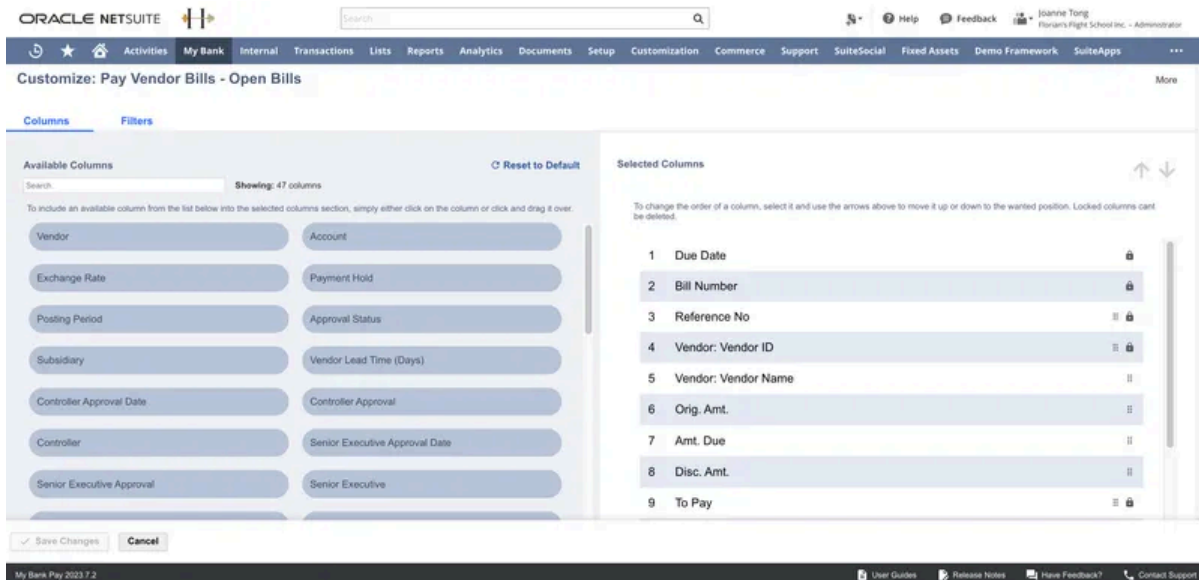 ORACLE NETSUITE
Search
Help
Feedback
Joanne Tong
Florian's Flight School Inc. – Administrator
Activities My Bank Internal Transactions Lists Reports Analytics Documents Setup Customization Commerce Support SuiteSocial Fixed Assets Demo Framework SuiteApps
Customize: Pay Vendor Bills - Open Bills
More
Columns Filters
Available Columns
Reset to Default
Search
Showing: 47 columns
To include an available column from the list below into the selected columns section, simply either click on the column or click and drag it over.
Vendor Account
Exchange Rate Payment Hold
Posting Period Approval Status
Subsidiary Vendor Lead Time (Days)
Controller Approval Date Controller Approval
Controller Senior Executive Approval Date
Senior Executive Approval Senior Executive
Selected Columns
To change the order of a column, select it and use the arrows above to move it up or down to the wanted position. Locked columns cant
be deleted.
1 Due Date
2 Bill Number
3 Reference No
4 Vendor: Vendor ID
5 Vendor: Vendor Name
6 Orig. Amt.
7 Amt. Due
8 Disc. Amt.
9 To Pay
Save Changes Cancel
My Bank Pay 2023.7.2
User Guides Release Notes Have Feedback? Contact Support